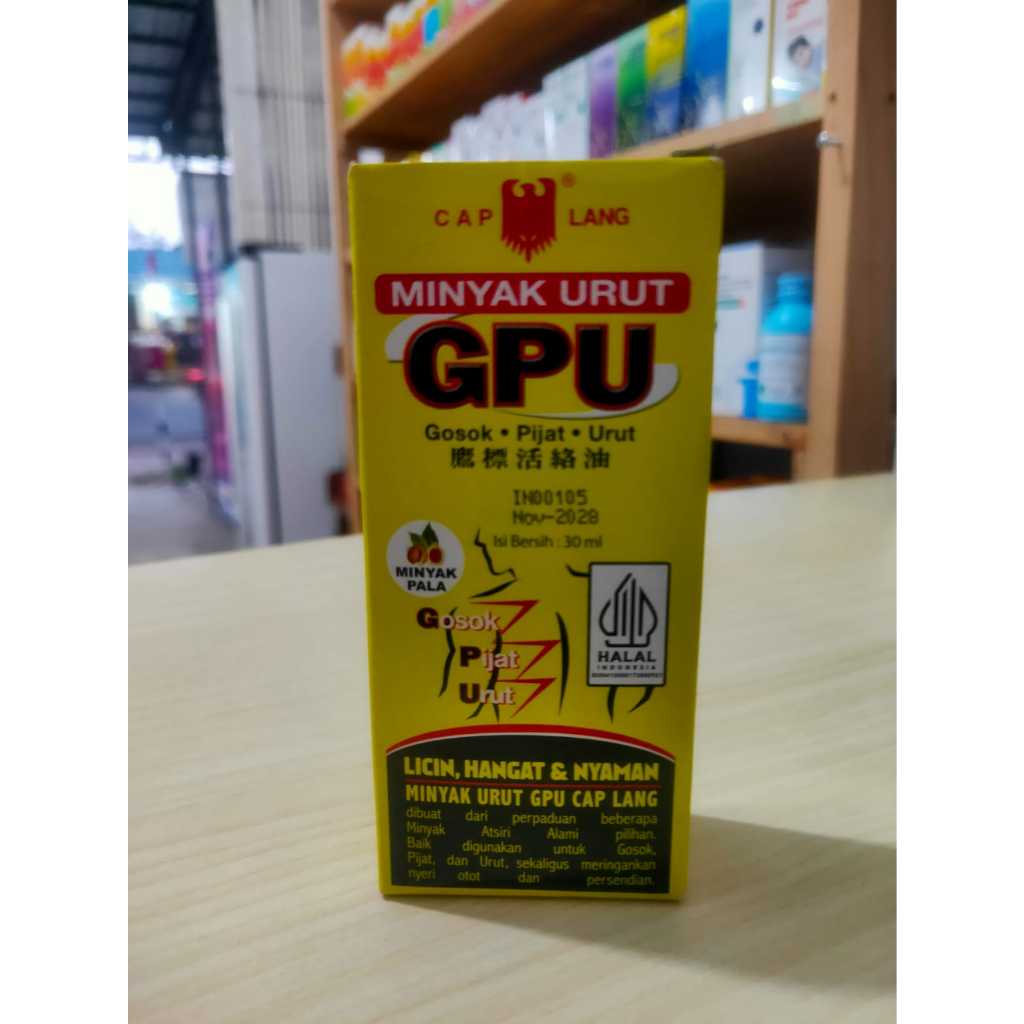 CAP LANG ®
MINYAK URUT
GPU
Gosok • Pijat • Urut
鷹標活絡油
IN00105
Nov-2028
Isi Bersih : 30 ml
MINYAK
PALA
Gosok
Pijat
Urut
HALAL
INDONESIA
LICIN, HANGAT & NYAMAN
MINYAK URUT GPU CAP LANG
dibuat dari perpaduan beberapa
Minyak Atsiri Alami pilihan.
Baik digunakan untuk Gosok,
Pijat, dan Urut, sekaligus meringankan
nyeri otot dan persendian.